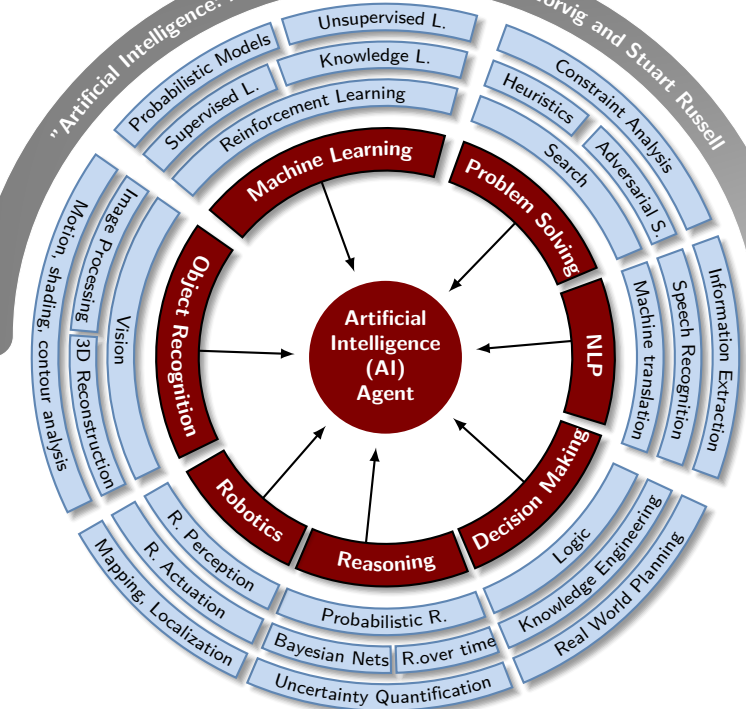 "Artificial Intelligence:
orvig and Stuart Russell
Unsupervised L.
Probabilistic Models
Knowledge L.
Supervised L.
Reinforcement Learning
Machine Learning
Constraint Analysis
Heuristics
Adversarial S.
Search
Problem Solving
Information Extraction
Speech Recognition
Machine translation
NLP
Logic
Knowledge Engineering
Real World Planning
Decision Making
Probabilistic R.
Bayesian Nets
R.over time
Uncertainty Quantification
Reasoning
R. Perception
R. Actuation
Mapping, Localization
Robotics
Motion, shading, contour analysis
Image Processing
3D Reconstruction
Vision
Object Recognition
Artificial
Intelligence
(AI)
Agent